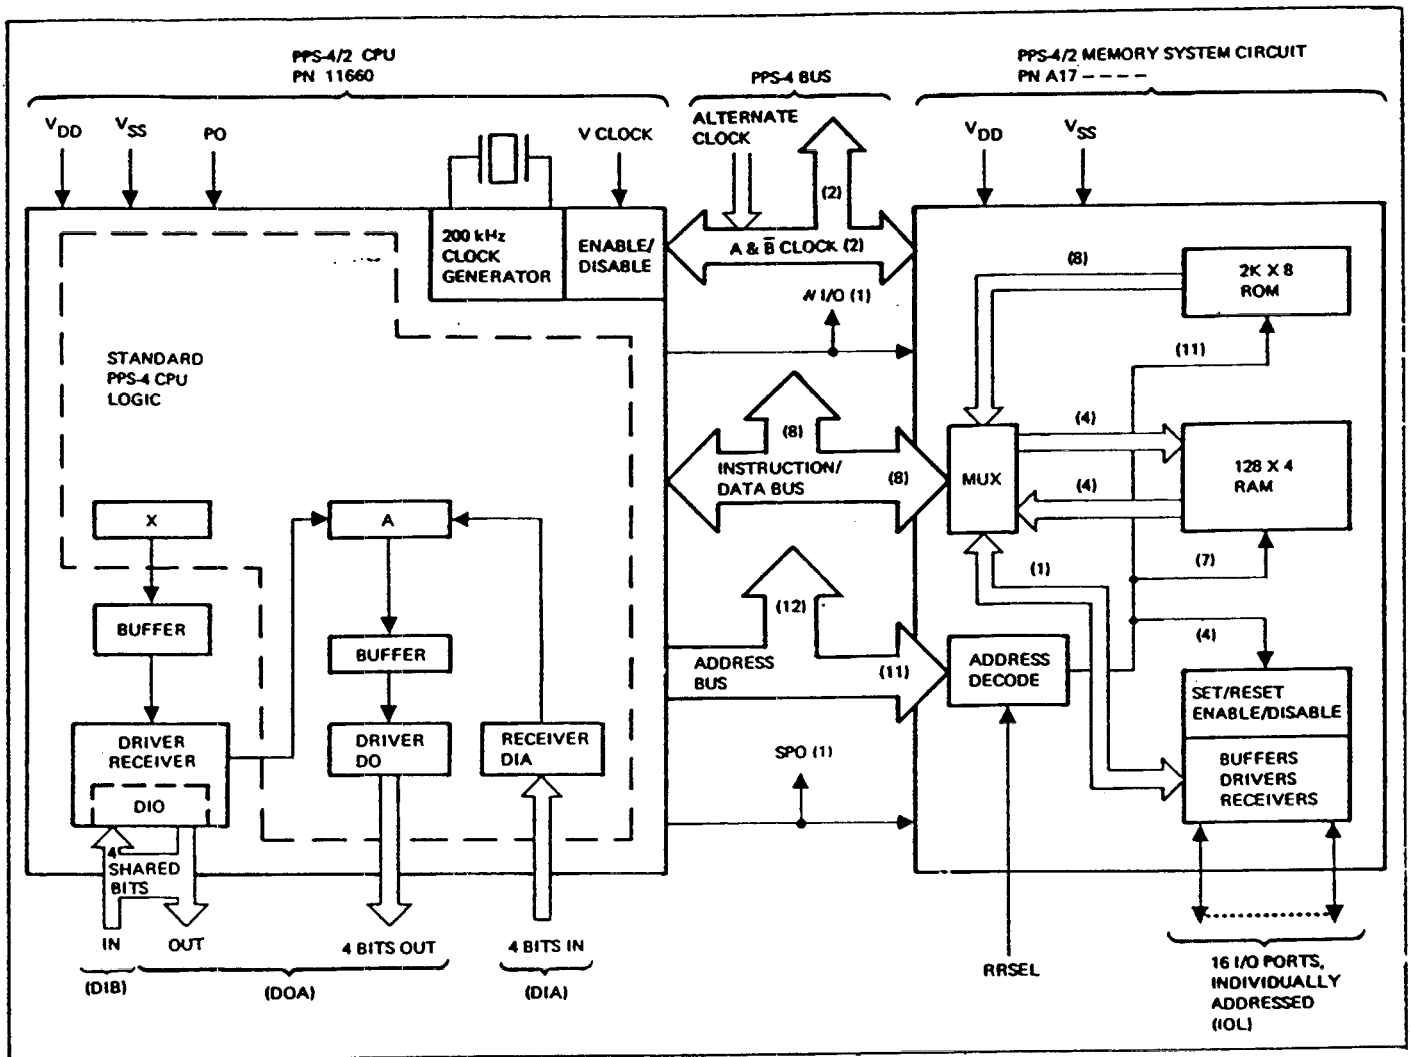 PPS-4/2 CPU
PN 11660
PPS-4 BUS
PPS-4/2 MEMORY SYSTEM CIRCUIT
PN A17 – – – –
VDD
VSS
PO
V CLOCK
ALTERNATE
CLOCK
VDD
VSS
200 kHz
CLOCK
GENERATOR
ENABLE/
DISABLE
(2)
A & B̅ CLOCK (2)
(8)
2K X 8
ROM
I/O (1)
(11)
STANDARD
PPS-4 CPU
LOGIC
(8)
INSTRUCTION/
DATA BUS
(8)
MUX
(4)
(4)
128 X 4
RAM
X
A
(1)
(7)
BUFFER
BUFFER
(12)
ADDRESS
BUS
(11)
ADDRESS
DECODE
(4)
SET/RESET
ENABLE/DISABLE
DRIVER
RECEIVER
DIO
DRIVER
DO
RECEIVER
DIA
SPO (1)
BUFFERS
DRIVERS
RECEIVERS
4
SHARED
BITS
IN
OUT
4 BITS OUT
4 BITS IN
(DIB)
(DOA)
(DIA)
RRSEL
16 I/O PORTS,
INDIVIDUALLY
ADDRESSED
(IOL)